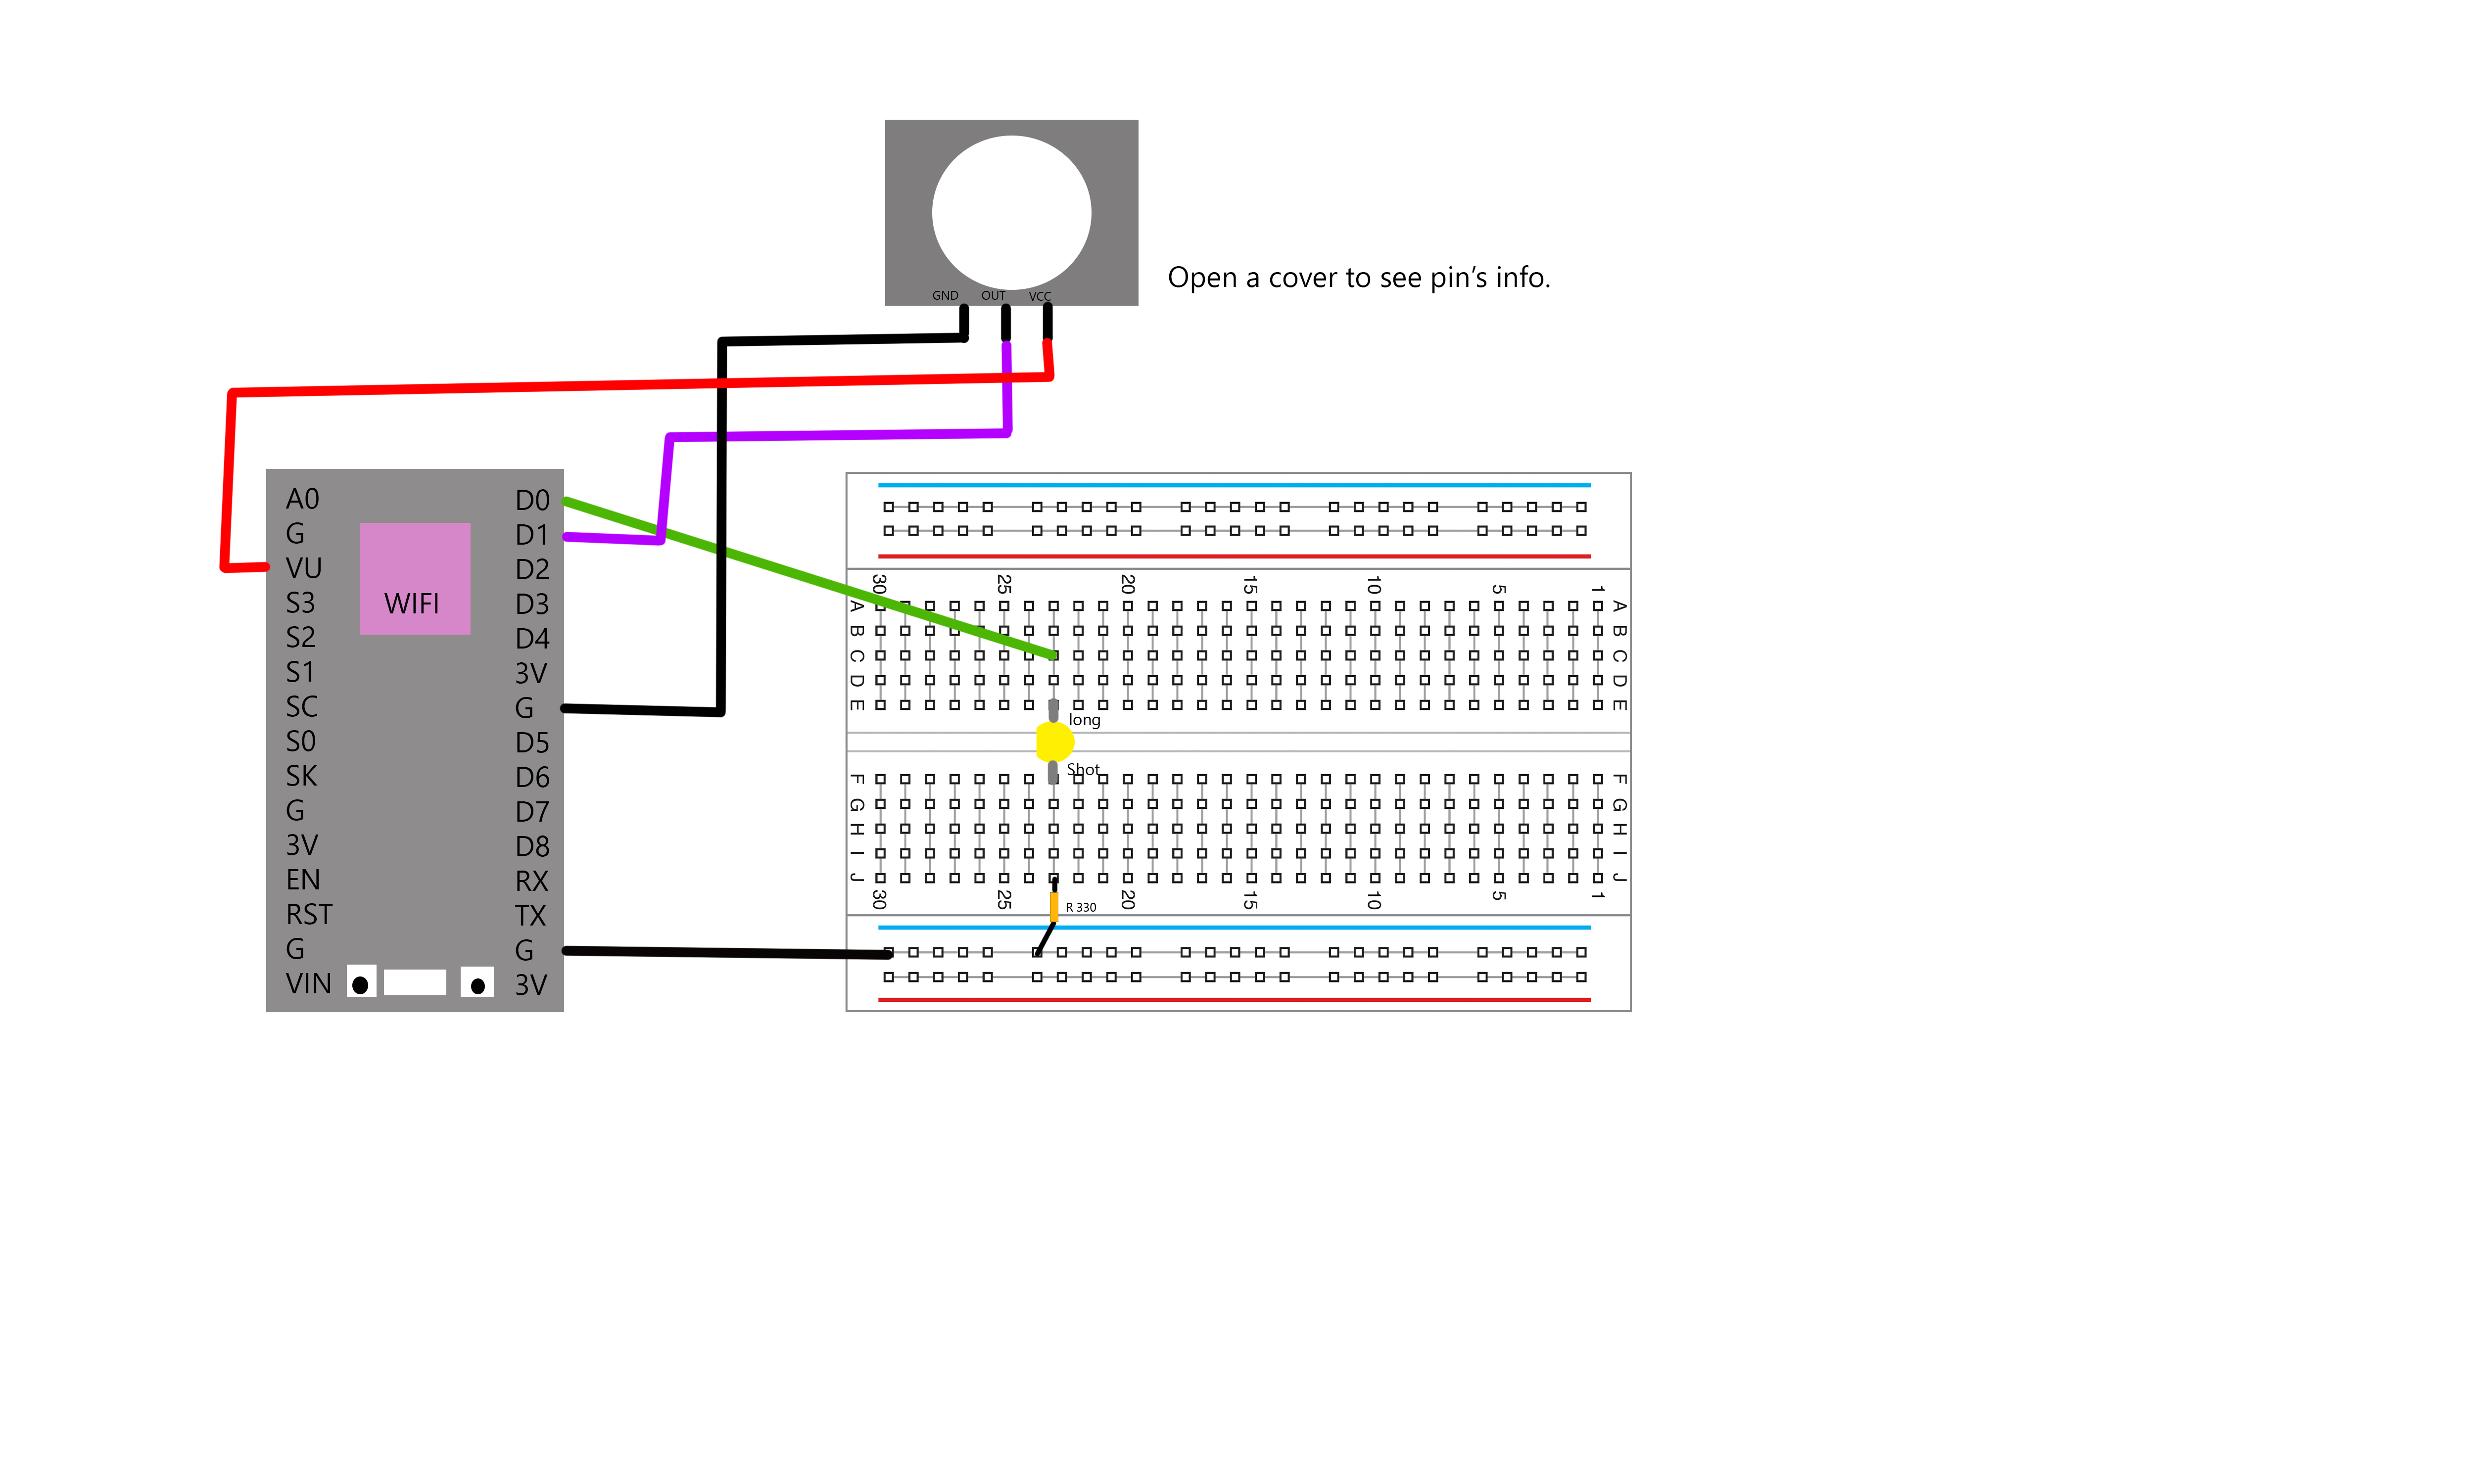 GND OUT VCC
Open a cover to see pin's info.
A0 D0
G D1
VU D2
S3 D3
WIFI
S2 D4
S1 3V
SC G
S0 D5
SK D6
G D7
3V D8
EN RX
RST TX
G G
VIN 3V
30 25 20 15 10 5 1
A A
B B
C C
D D
E E
long
Shot
F F
G G
H H
I I
J J
30 25 20 15 10 5 1
R 330